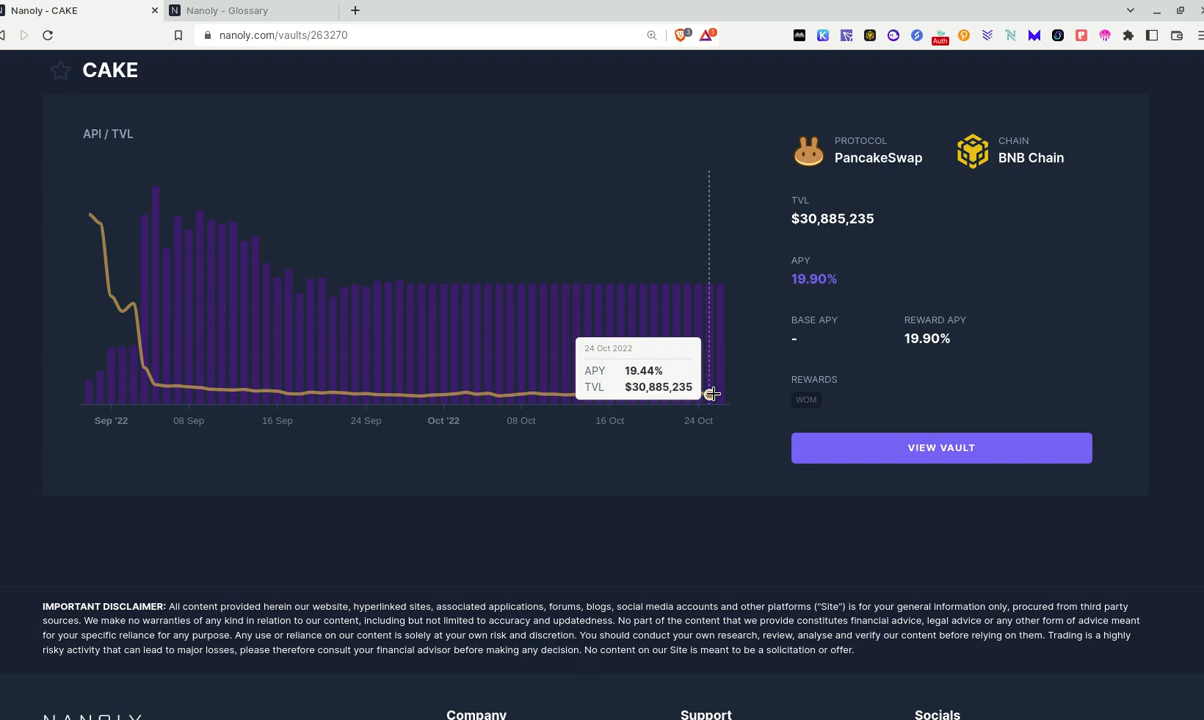 Nanoly - CAKE
Nanoly - Glossary
nanoly.com/vaults/263270
3
1
Auth
CAKE
API / TVL
24 Oct 2022
APY 19.44%
TVL $30,885,235
Sep '22 08 Sep 16 Sep 24 Sep Oct '22 08 Oct 16 Oct 24 Oct
PROTOCOL
PancakeSwap
CHAIN
BNB Chain
TVL
$30,885,235
APY
19.90%
BASE APY REWARD APY
- 19.90%
REWARDS
WOM
VIEW VAULT
IMPORTANT DISCLAIMER: All content provided herein our website, hyperlinked sites, associated applications, forums, blogs, social media accounts and other platforms (“Site”) is for your general information only, procured from third party
sources. We make no warranties of any kind in relation to our content, including but not limited to accuracy and updatedness. No part of the content that we provide constitutes financial advice, legal advice or any other form of advice meant
for your specific reliance for any purpose. Any use or reliance on our content is solely at your own risk and discretion. You should conduct your own research, review, analyse and verify our content before relying on them. Trading is a highly
risky activity that can lead to major losses, please therefore consult your financial advisor before making any decision. No content on our Site is meant to be a solicitation or offer.
NANOLY Company Support Socials